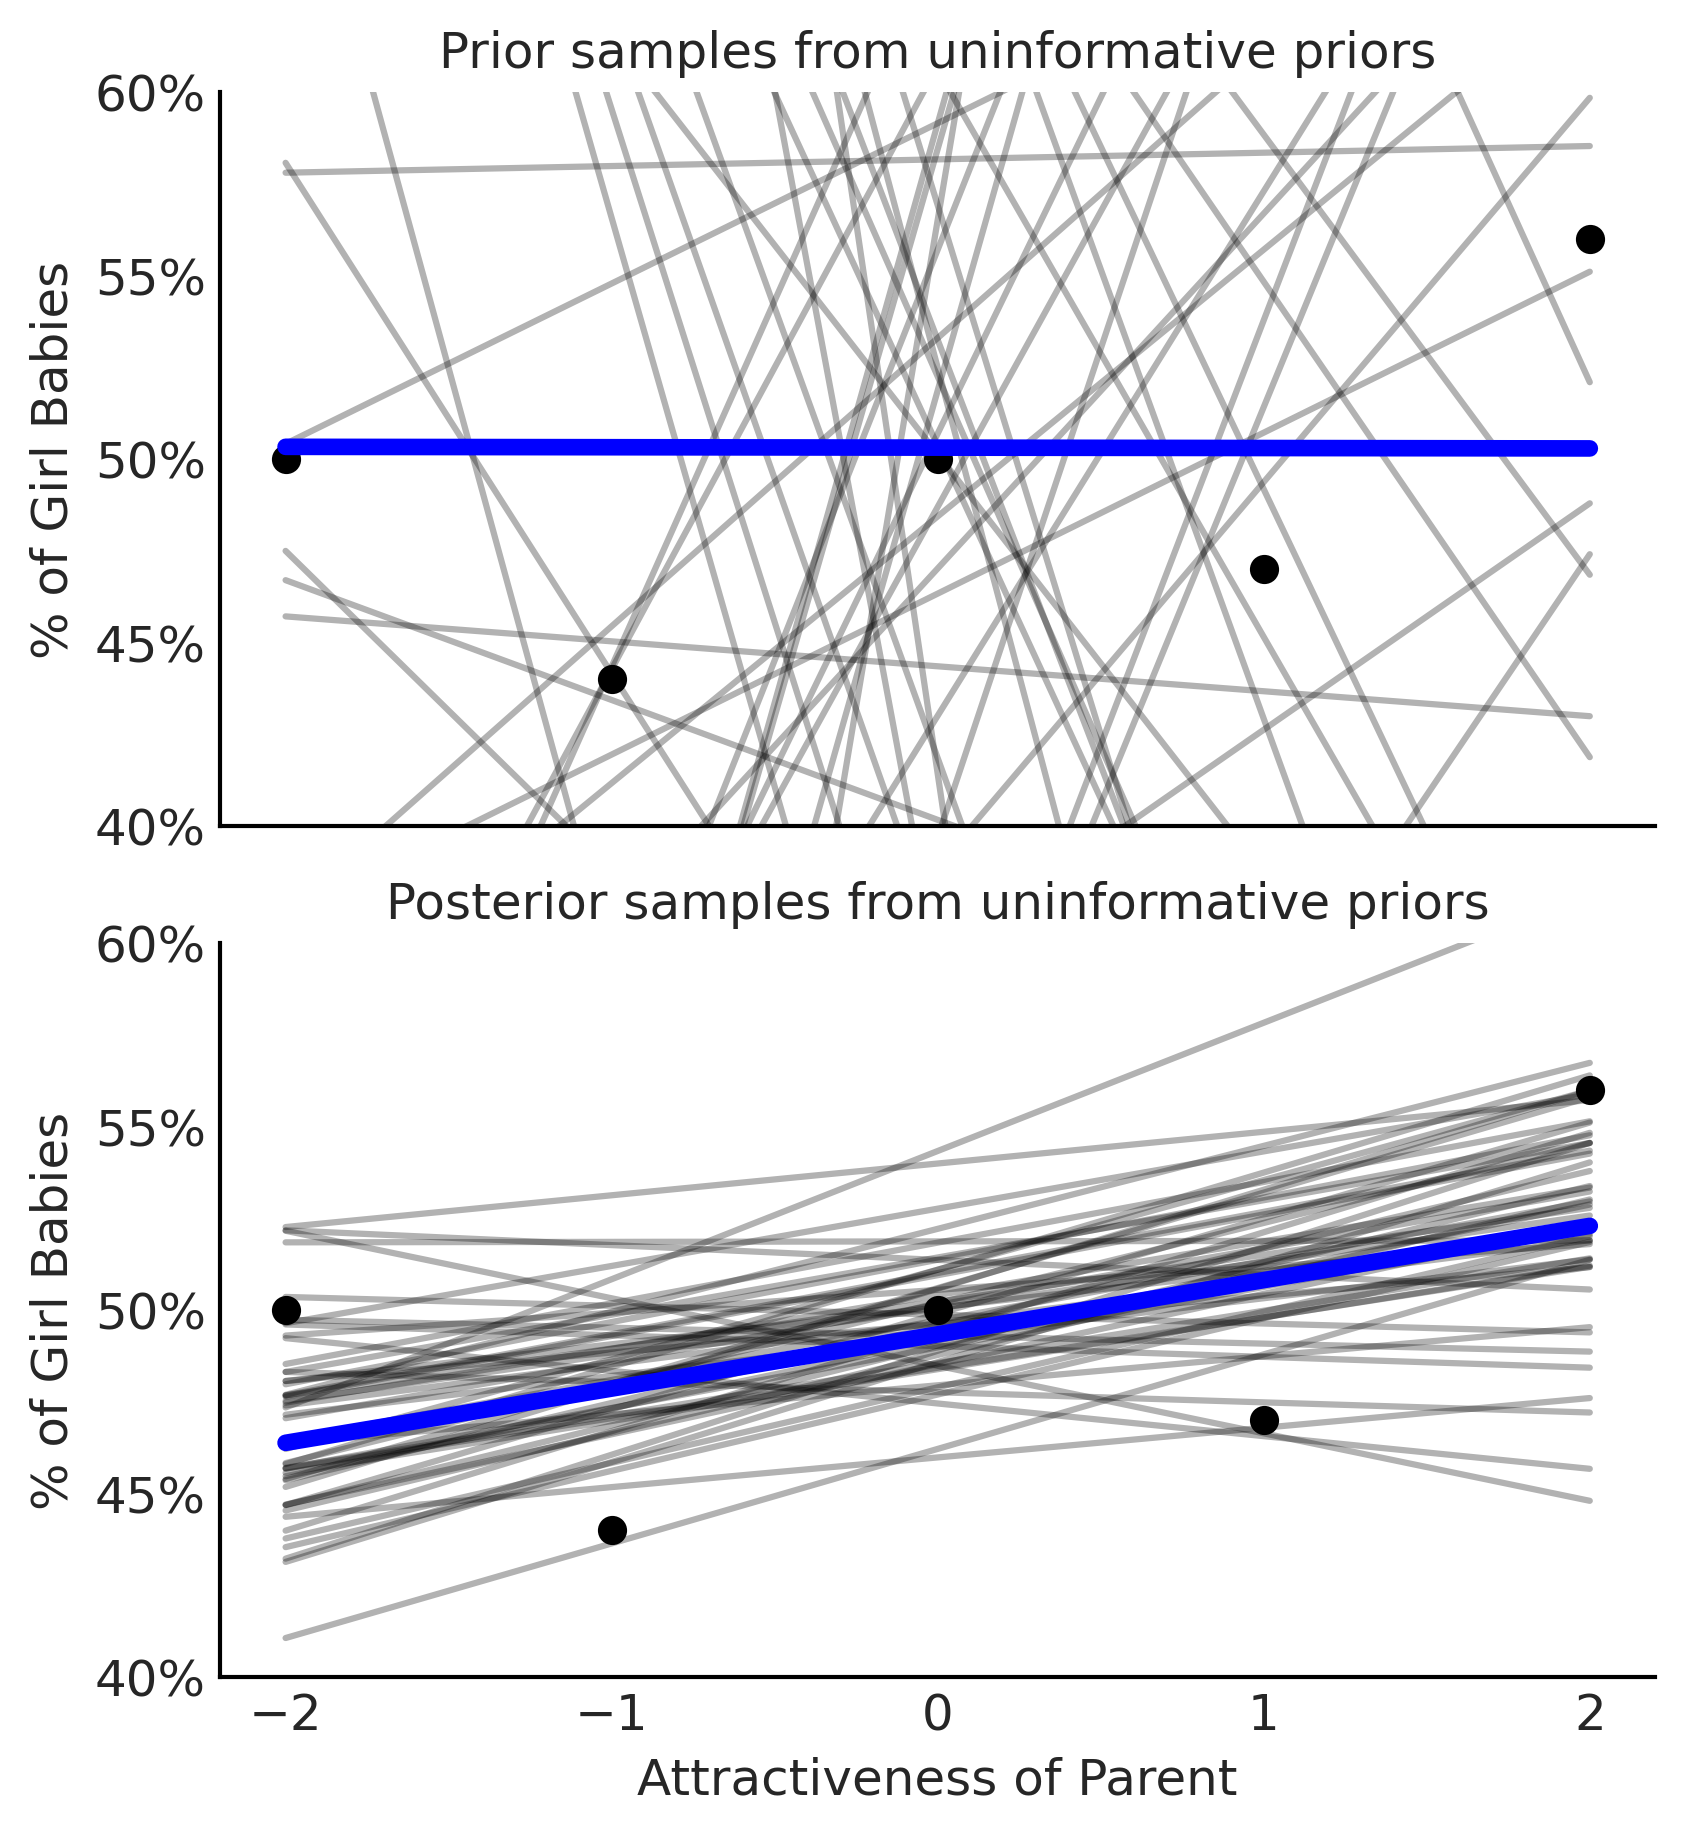 Prior samples from uninformative priors
60%
55%
50%
45%
40%
% of Girl Babies
Posterior samples from uninformative priors
60%
55%
50%
45%
40%
% of Girl Babies
−2 −1 0 1 2
Attractiveness of Parent